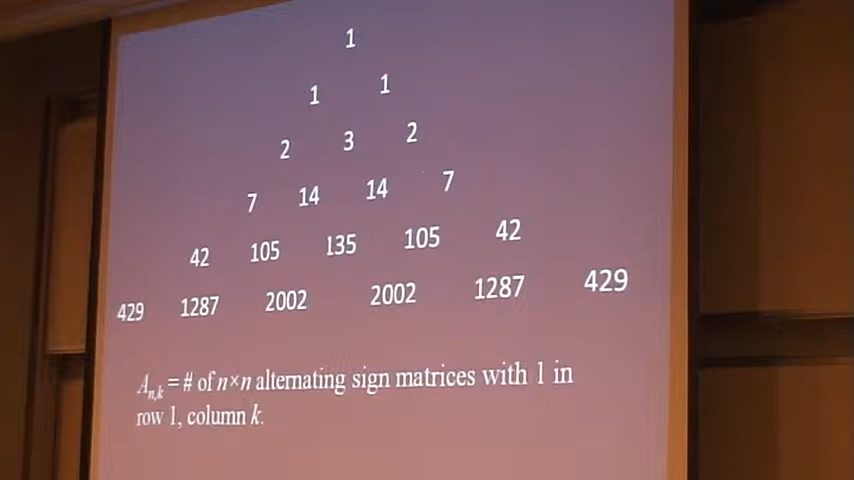 1
1 1
2 3 2
7 14 14 7
42 105 135 105 42
429 1287 2002 2002 1287 429
Aₙ,ₖ = # of n×n alternating sign matrices with 1 in
row 1, column k.